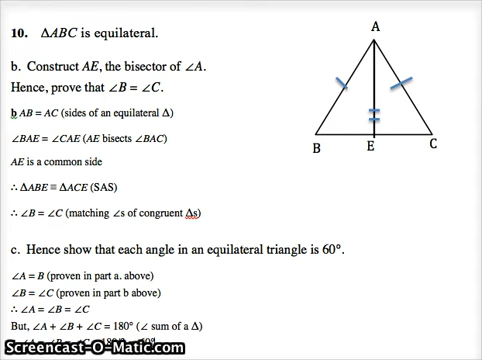 10. ΔABC is equilateral.
b. Construct AE, the bisector of ∠A.
Hence, prove that ∠B = ∠C.
b AB = AC (sides of an equilateral Δ)
∠BAE = ∠CAE (AE bisects ∠BAC)
AE is a common side
∴ ΔABE ≡ ΔACE (SAS)
∴ ∠B = ∠C (matching ∠s of congruent Δs)
c. Hence show that each angle in an equilateral triangle is 60°.
∠A = B (proven in part a. above)
∠B = ∠C (proven in part b above)
∴ ∠A = ∠B = ∠C
But, ∠A + ∠B + ∠C = 180° (∠ sum of a Δ)
Screencast-O-Matic.com
A
B
E
C